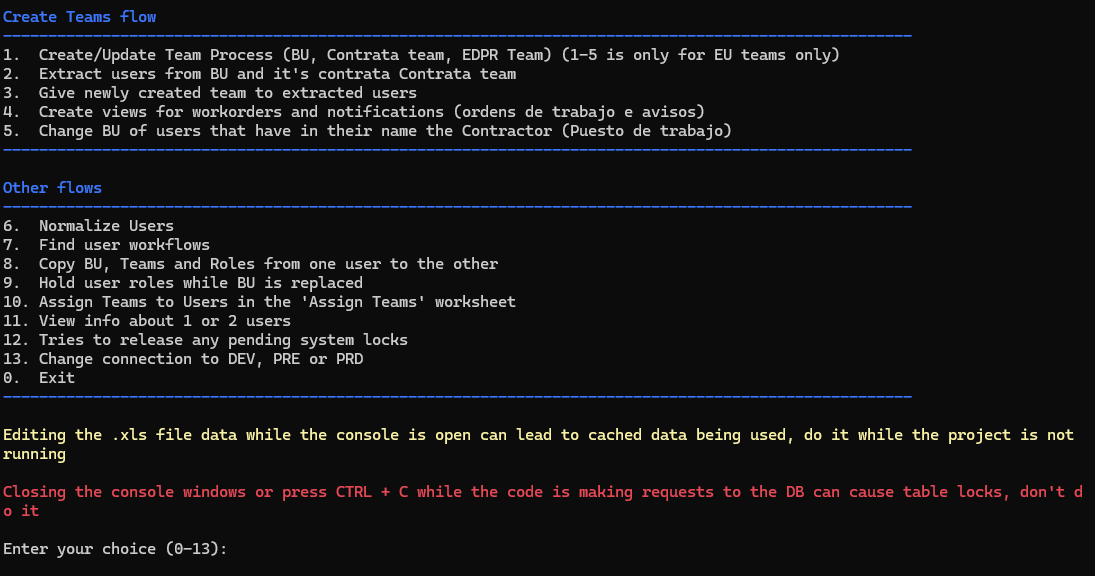 Create Teams flow
1.  Create/Update Team Process (BU, Contrata team, EDPR Team) (1-5 is only for EU teams only)
2.  Extract users from BU and it's contrata Contrata team
3.  Give newly created team to extracted users
4.  Create views for workorders and notifications (ordens de trabajo e avisos)
5.  Change BU of users that have in their name the Contractor (Puesto de trabajo)
Other flows
6.  Normalize Users
7.  Find user workflows
8.  Copy BU, Teams and Roles from one user to the other
9.  Hold user roles while BU is replaced
10. Assign Teams to Users in the 'Assign Teams' worksheet
11. View info about 1 or 2 users
12. Tries to release any pending system locks
13. Change connection to DEV, PRE or PRD
0.  Exit
Editing the .xls file data while the console is open can lead to cached data being used, do it while the project is not
running
Closing the console windows or press CTRL + C while the code is making requests to the DB can cause table locks, don't d
o it
Enter your choice (0-13):